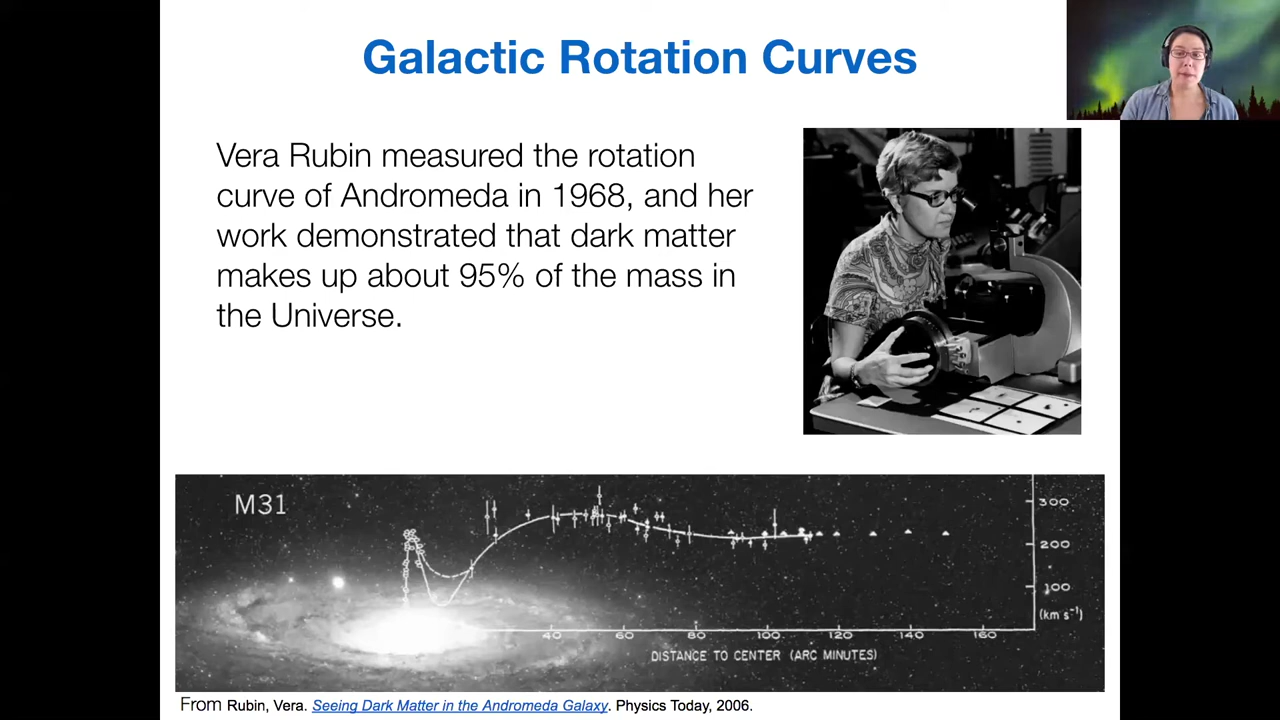 Galactic Rotation Curves
Vera Rubin measured the rotation
curve of Andromeda in 1968, and her
work demonstrated that dark matter
makes up about 95% of the mass in
the Universe.
M31
300
200
100
(km s⁻¹)
40 60 80 100 120 140 160
DISTANCE TO CENTER (ARC MINUTES)
From Rubin, Vera. Seeing Dark Matter in the Andromeda Galaxy. Physics Today, 2006.